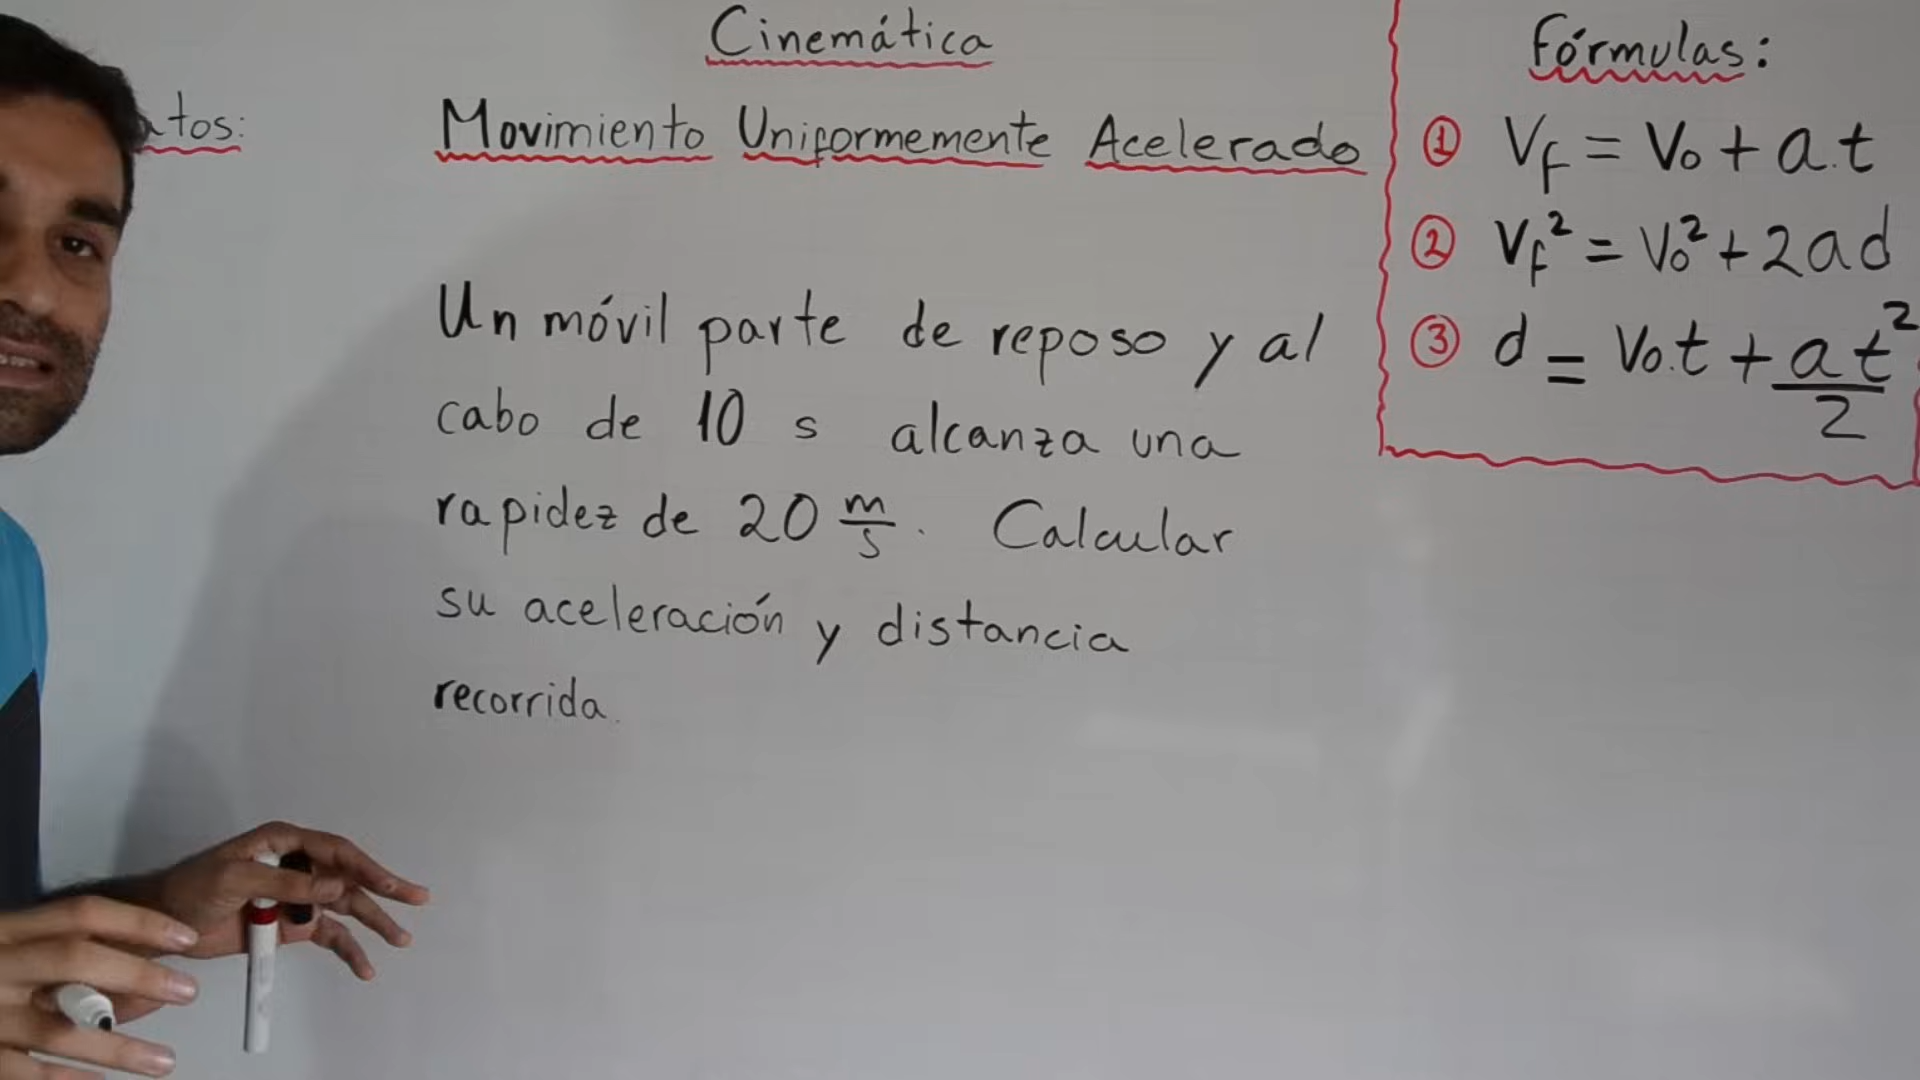 Cinemática
atos:
Movimiento Uniformemente Acelerado
Un móvil parte de reposo y al
cabo de 10 s alcanza una
rapidez de 20 m/s. Calcular
su aceleración y distancia
recorrida.
Fórmulas:
① Vf = Vo + a.t
② Vf² = Vo² + 2ad
③ d = Vo.t + at²/2